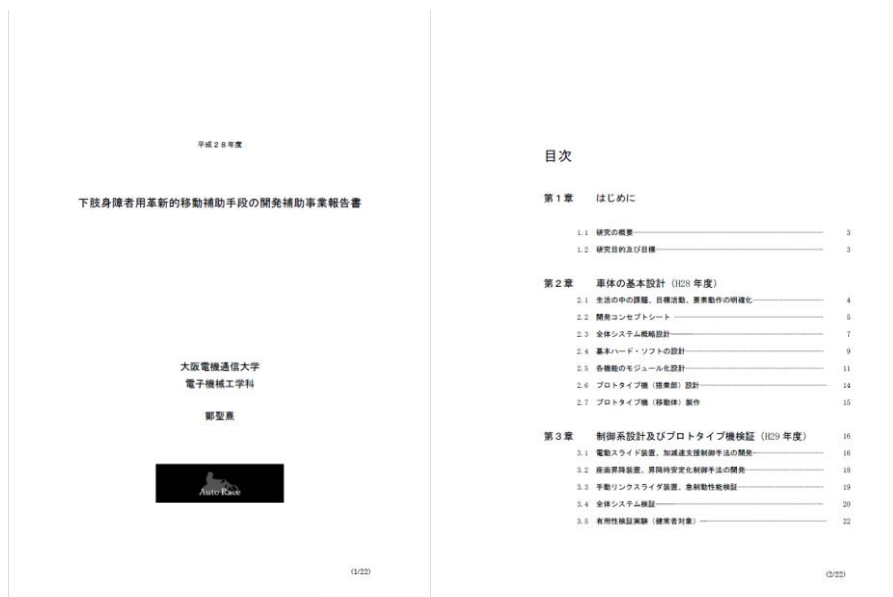 平成２８年度
下肢身障者用革新的移動補助手段の開発補助事業報告書
大阪電機通信大学
電子機械工学科
鄭聖熹
Auto Race
(1/22)
目次
第１章 はじめに
1.1 研究の概要 3
1.2 研究目的及び目標 3
第２章 車体の基本設計（H28 年度）
2.1 生活の中の課題、目標活動、要素動作の明確化 4
2.2 開発コンセプトシート 5
2.3 全体システム概略設計 7
2.4 基本ハード・ソフトの設計 9
2.5 各機能のモジュール化設計 11
2.6 プロトタイプ機（搭乗部）設計 14
2.7 プロトタイプ機（移動体）製作 15
第３章 制御系設計及びプロトタイプ機検証（H29 年度） 16
3.1 電動スライド装置、加減速支援制御手法の開発 16
3.2 座面昇降装置、昇降時安定化制御手法の開発 18
3.3 手動リンクスライダ装置、急制動性能検証 19
3.4 全体システム検証 20
3.5 有用性検証実験（健常者対象） 22
(2/22)